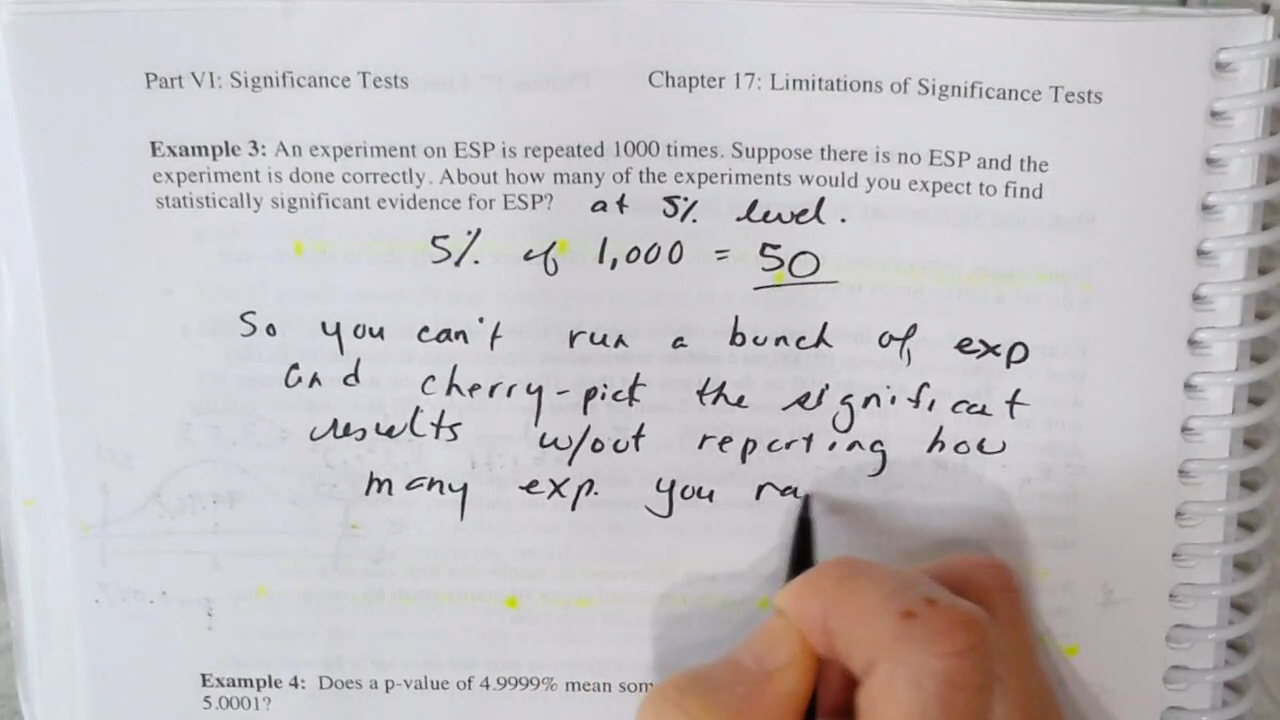 Part VI: Significance Tests
Chapter 17: Limitations of Significance Tests
Example 3: An experiment on ESP is repeated 1000 times. Suppose there is no ESP and the
experiment is done correctly. About how many of the experiments would you expect to find
statistically significant evidence for ESP? at 5% level.
5% of 1,000 = 50
So you can't run a bunch of exp
and cherry-pick the significat
results w/out reporting how
many exp. you ra
Example 4: Does a p-value of 4.9999% mean som
5.0001?